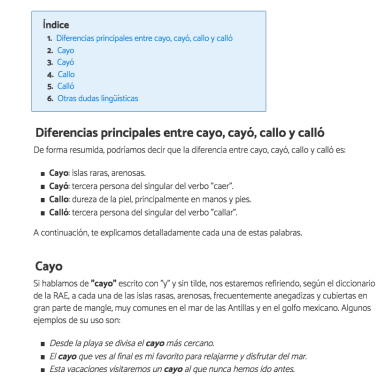 Índice
1. Diferencias principales entre cayo, cayó, callo y calló
2. Cayo
3. Cayó
4. Callo
5. Calló
6. Otras dudas lingüísticas
Diferencias principales entre cayo, cayó, callo y calló
De forma resumida, podríamos decir que la diferencia entre cayo, cayó, callo y calló es:
■ Cayo: islas raras, arenosas.
■ Cayó: tercera persona del singular del verbo "caer".
■ Callo: dureza de la piel, principalmente en manos y pies.
■ Calló: tercera persona del singular del verbo "callar".
A continuación, te explicamos detalladamente cada una de estas palabras.
Cayo
Si hablamos de "cayo" escrito con "y" y sin tilde, nos estaremos refiriendo, según el diccionario
de la RAE, a cada una de las islas rasas, arenosas, frecuentemente anegadizas y cubiertas en
gran parte de mangle, muy comunes en el mar de las Antillas y en el golfo mexicano. Algunos
ejemplos de su uso son:
■ Desde la playa se divisa el cayo más cercano.
■ El cayo que ves al final es mi favorito para relajarme y disfrutar del mar.
■ Esta vacaciones visitaremos un cayo al que nunca hemos ido antes.